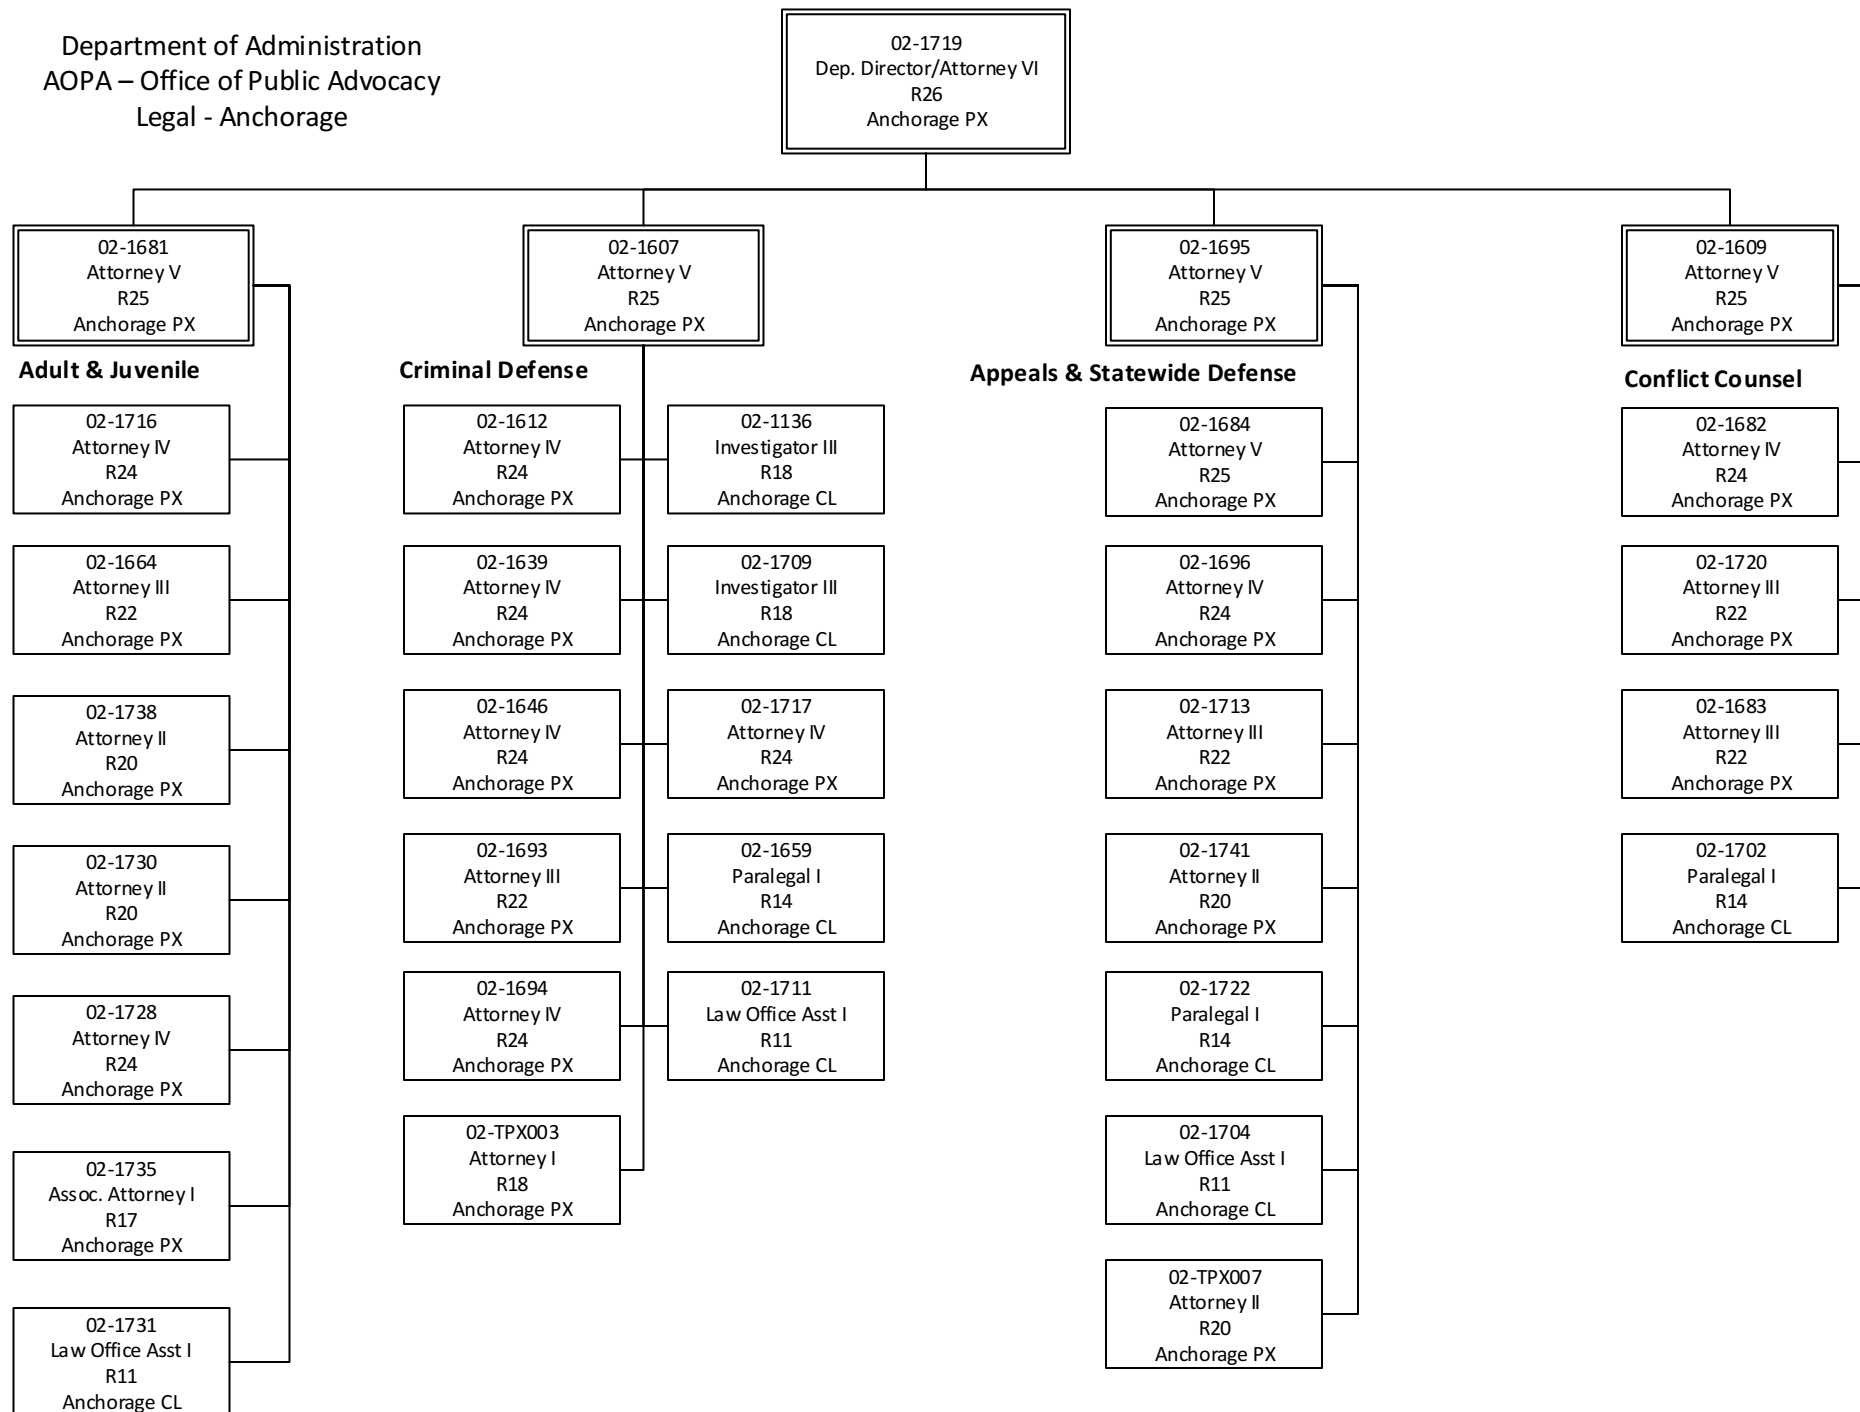 Department of Administration
AOPA – Office of Public Advocacy
Legal - Anchorage
02-1719
Dep. Director/Attorney VI
R26
Anchorage PX
02-1681
Attorney V
R25
Anchorage PX
02-1607
Attorney V
R25
Anchorage PX
02-1695
Attorney V
R25
Anchorage PX
02-1609
Attorney V
R25
Anchorage PX
Adult & Juvenile
02-1716
Attorney IV
R24
Anchorage PX
02-1664
Attorney III
R22
Anchorage PX
02-1738
Attorney II
R20
Anchorage PX
02-1730
Attorney II
R20
Anchorage PX
02-1728
Attorney IV
R24
Anchorage PX
02-1735
Assoc. Attorney I
R17
Anchorage PX
02-1731
Law Office Asst I
R11
Anchorage CL
Criminal Defense
02-1612
Attorney IV
R24
Anchorage PX
02-1136
Investigator III
R18
Anchorage CL
02-1639
Attorney IV
R24
Anchorage PX
02-1709
Investigator III
R18
Anchorage CL
02-1646
Attorney IV
R24
Anchorage PX
02-1717
Attorney IV
R24
Anchorage PX
02-1693
Attorney III
R22
Anchorage PX
02-1659
Paralegal I
R14
Anchorage CL
02-1694
Attorney IV
R24
Anchorage PX
02-1711
Law Office Asst I
R11
Anchorage CL
02-TPX003
Attorney I
R18
Anchorage PX
Appeals & Statewide Defense
02-1684
Attorney V
R25
Anchorage PX
02-1696
Attorney IV
R24
Anchorage PX
02-1713
Attorney III
R22
Anchorage PX
02-1741
Attorney II
R20
Anchorage PX
02-1722
Paralegal I
R14
Anchorage CL
02-1704
Law Office Asst I
R11
Anchorage CL
02-TPX007
Attorney II
R20
Anchorage PX
Conflict Counsel
02-1682
Attorney IV
R24
Anchorage PX
02-1720
Attorney III
R22
Anchorage PX
02-1683
Attorney III
R22
Anchorage PX
02-1702
Paralegal I
R14
Anchorage CL